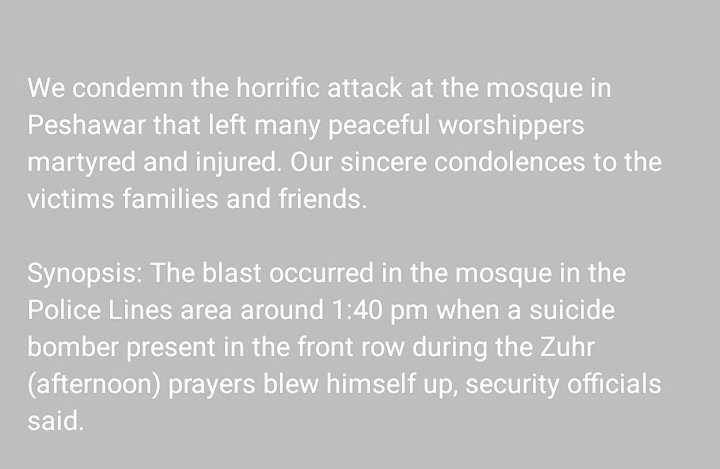 We condemn the horrific attack at the mosque in
Peshawar that left many peaceful worshippers
martyred and injured. Our sincere condolences to the
victims families and friends.
Synopsis: The blast occurred in the mosque in the
Police Lines area around 1:40 pm when a suicide
bomber present in the front row during the Zuhr
(afternoon) prayers blew himself up, security officials
said.